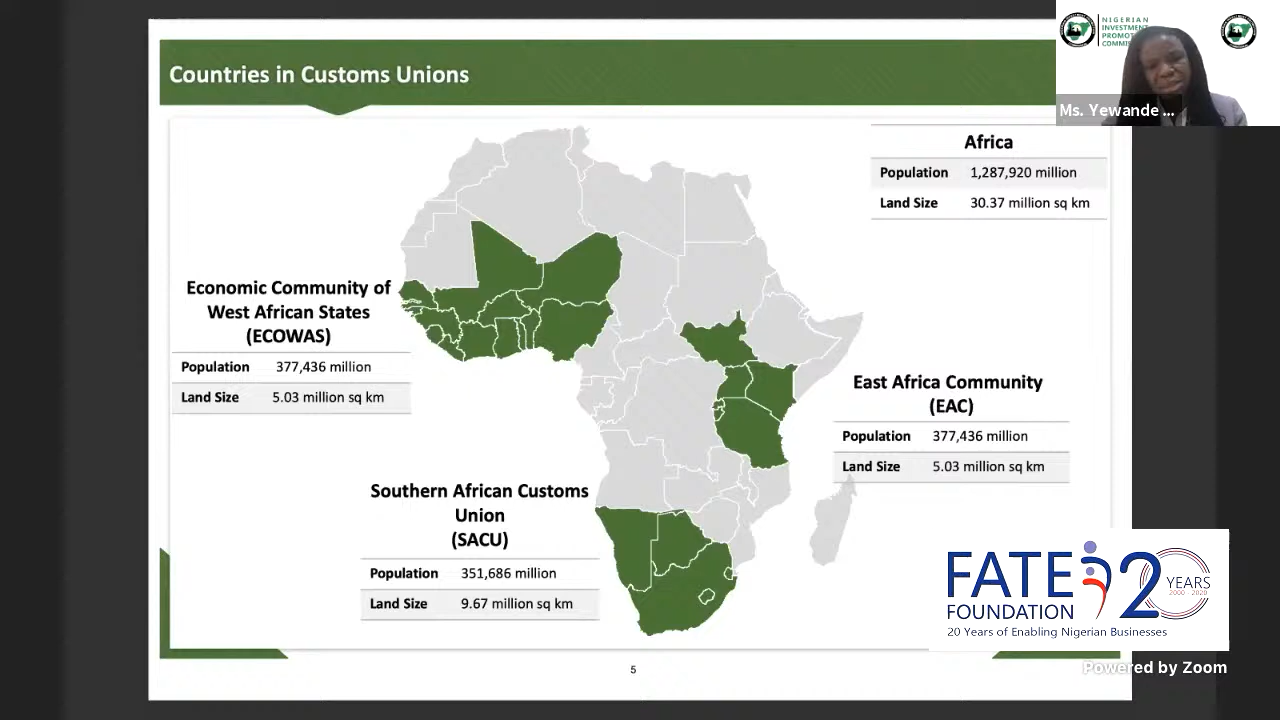 Countries in Customs Unions
NIGERIAN
INVESTMENT
Ms. Yewande ...
Africa
Population 1,287,920 million
Land Size 30.37 million sq km
Economic Community of
West African States
(ECOWAS)
Population 377,436 million
Land Size 5.03 million sq km
East Africa Community
(EAC)
Population 377,436 million
Land Size 5.03 million sq km
Southern African Customs
Union
(SACU)
Population 351,686 million
Land Size 9.67 million sq km
FATE 20
YEARS
2000 - 2020
FOUNDATION
20 Years of Enabling Nigerian Businesses
5
Powered by Zoom